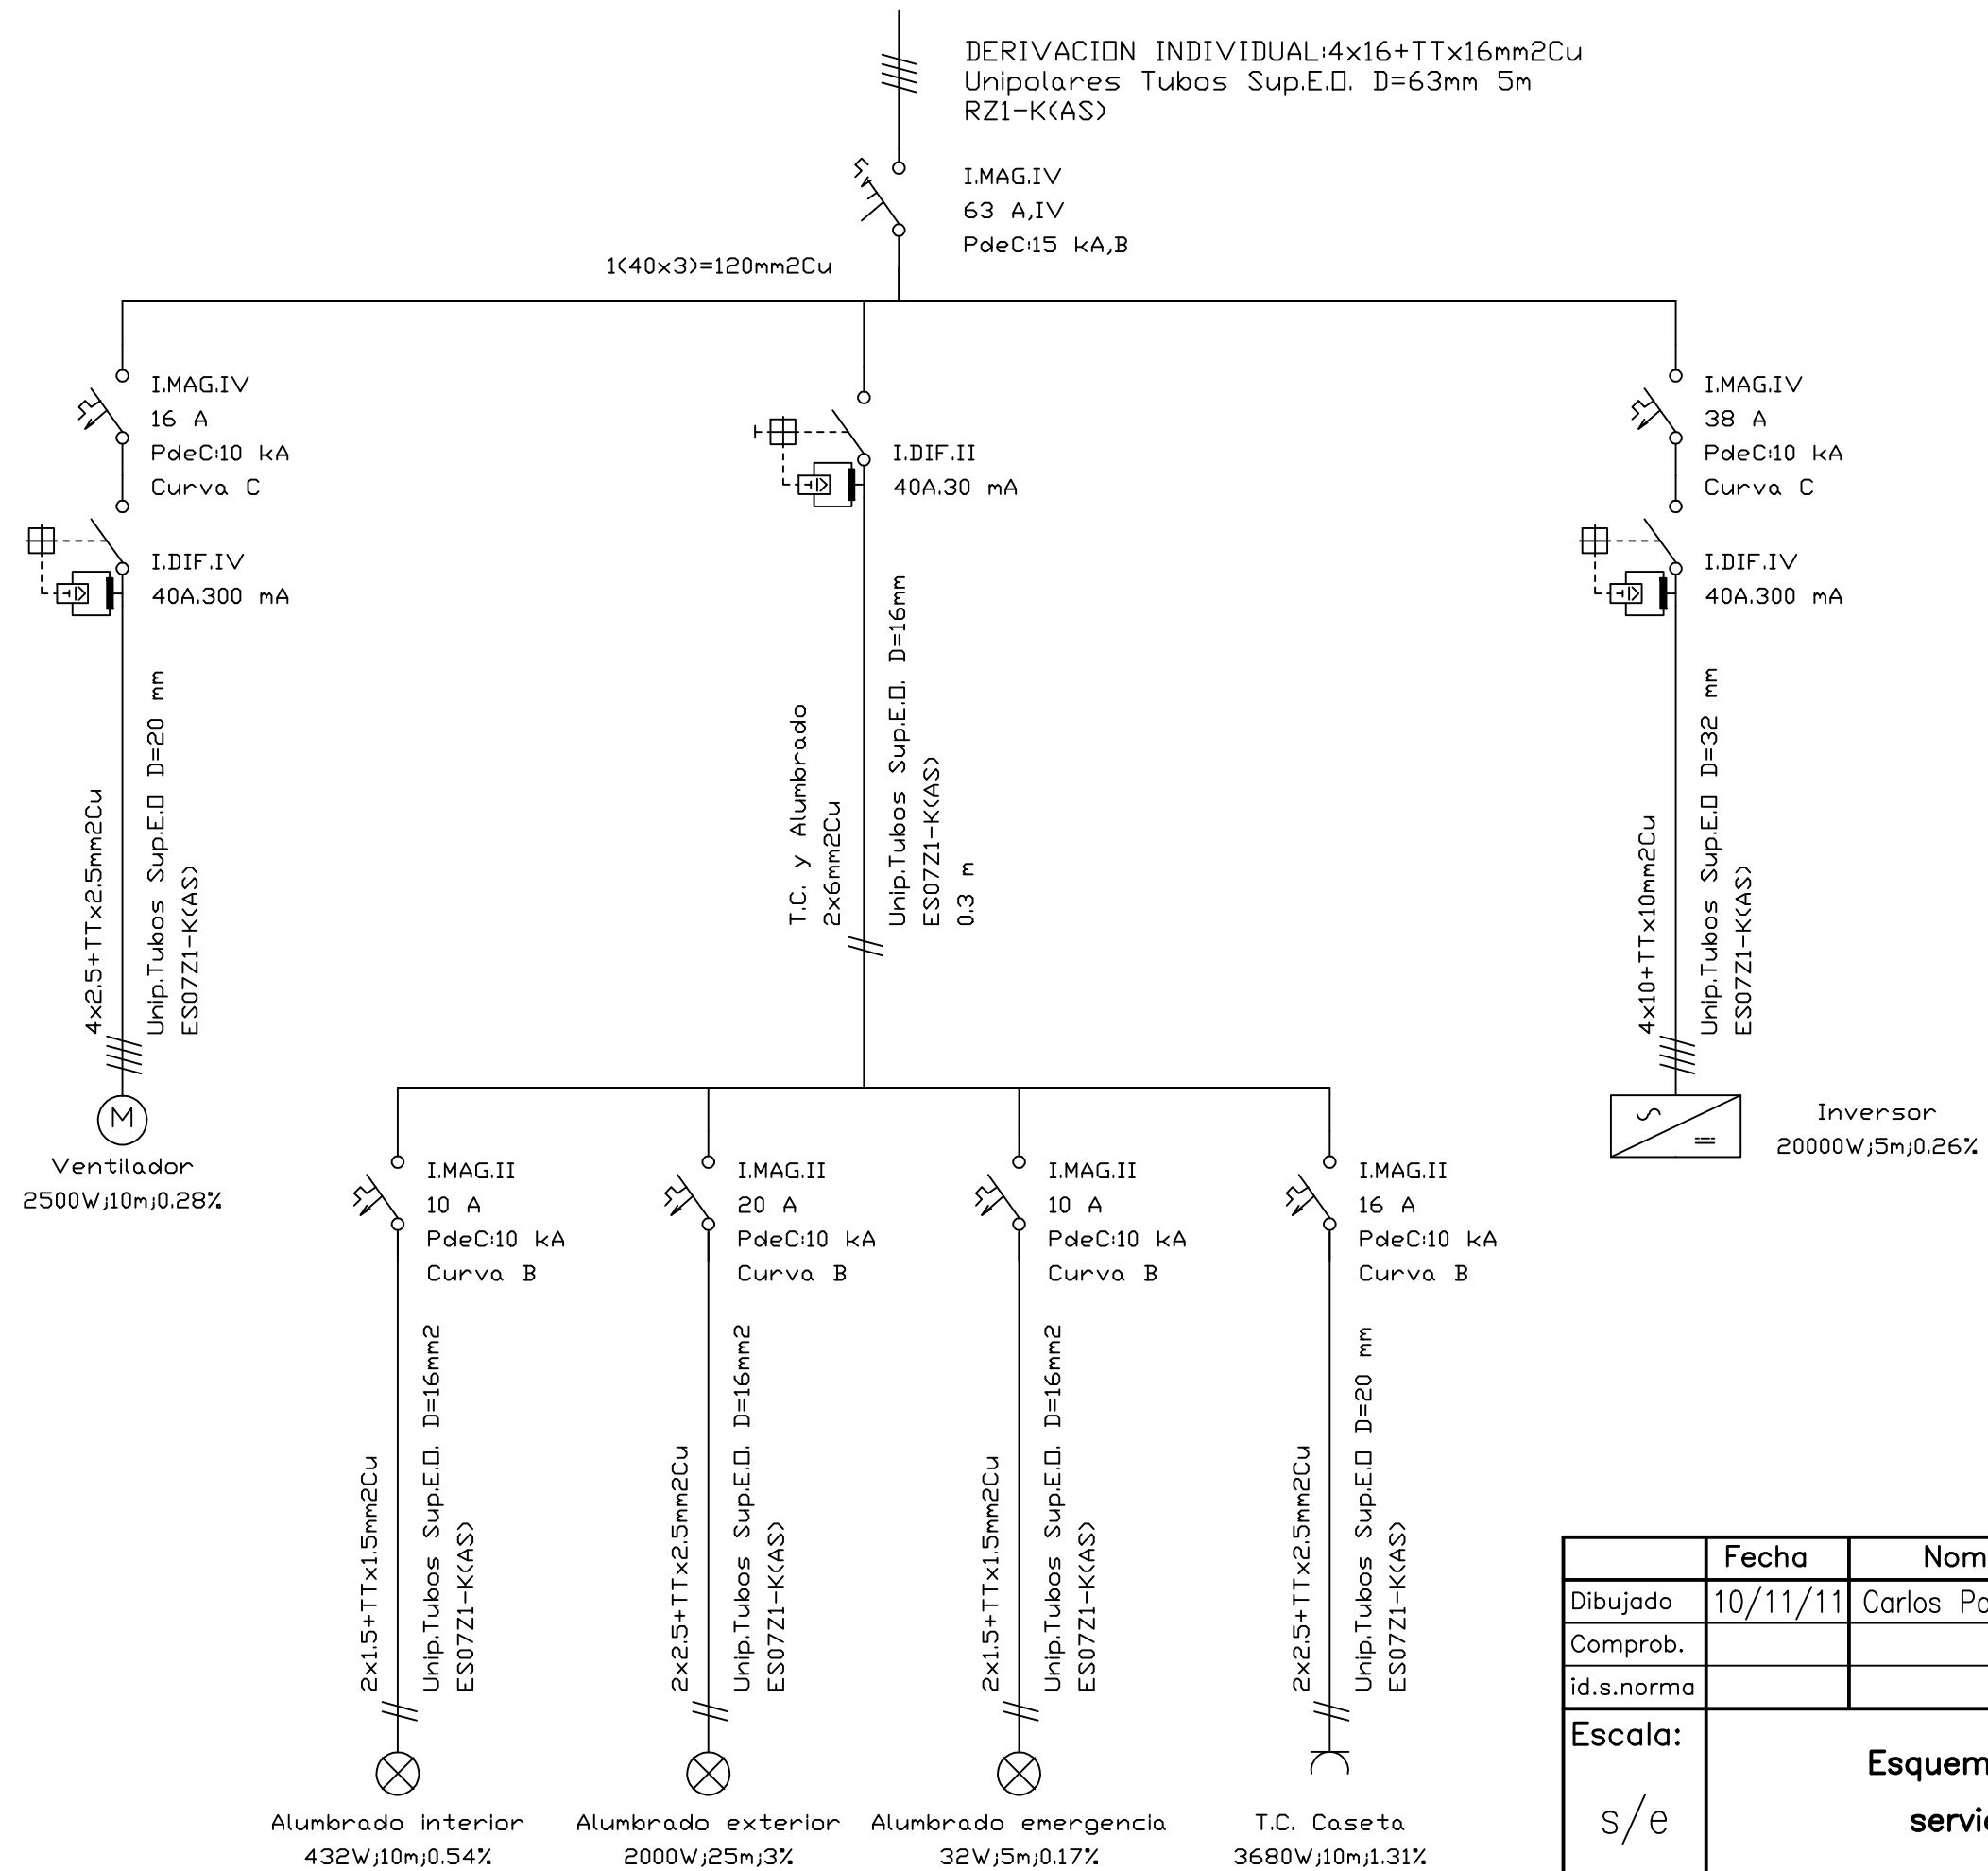 DERIVACION INDIVIDUAL:4x16+TTx16mm2Cu
Unipolares Tubos Sup.E.O. D=63mm 5m
RZ1-K(AS)
I.MAG.IV
63 A,IV
PdeC:15 kA,B
1(40x3)=120mm2Cu
I.MAG.IV
16 A
PdeC:10 kA
Curva C
I.DIF.IV
40A.300 mA
4x2.5+TTx2.5mm2Cu
Unip.Tubos Sup.E.O D=20 mm
ES07Z1-K(AS)
M
Ventilador
2500W;10m;0.28%
I.DIF.II
40A.30 mA
T.C. y Alumbrado
2x6mm2Cu
Unip.Tubos Sup.E.O. D=16mm
ES07Z1-K(AS)
0.3 m
I.MAG.IV
38 A
PdeC:10 kA
Curva C
I.DIF.IV
40A.300 mA
4x10+TTx10mm2Cu
Unip.Tubos Sup.E.O D=32 mm
ES07Z1-K(AS)
Inversor
20000W;5m;0.26%
I.MAG.II
10 A
PdeC:10 kA
Curva B
2x1.5+TTx1.5mm2Cu
Unip.Tubos Sup.E.O. D=16mm2
ES07Z1-K(AS)
Alumbrado interior
432W;10m;0.54%
I.MAG.II
20 A
PdeC:10 kA
Curva B
2x2.5+TTx2.5mm2Cu
Unip.Tubos Sup.E.O. D=16mm2
ES07Z1-K(AS)
Alumbrado exterior
2000W;25m;3%
I.MAG.II
10 A
PdeC:10 kA
Curva B
2x1.5+TTx1.5mm2Cu
Unip.Tubos Sup.E.O. D=16mm2
ES07Z1-K(AS)
Alumbrado emergencia
32W;5m;0.17%
I.MAG.II
16 A
PdeC:10 kA
Curva B
2x2.5+TTx2.5mm2Cu
Unip.Tubos Sup.E.O D=20 mm
ES07Z1-K(AS)
T.C. Caseta
3680W;10m;1.31%
Fecha Nom
Dibujado 10/11/11 Carlos
Comprob.
id.s.norma
Escala:
s/e
Esquem
servi